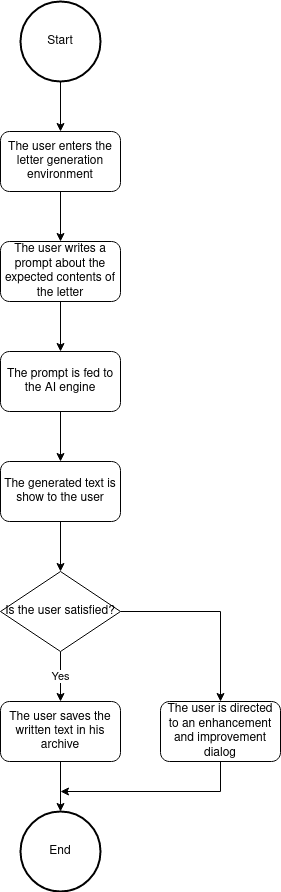 Start
The user enters the
letter generation
environment
The user writes a
prompt about the
expected contents of
the letter
The prompt is fed to
the AI engine
The generated text is
show to the user
Is the user satisfied?
Yes
The user saves the
written text in his
archive
The user is directed
to an enhancement
and improvement
dialog
End